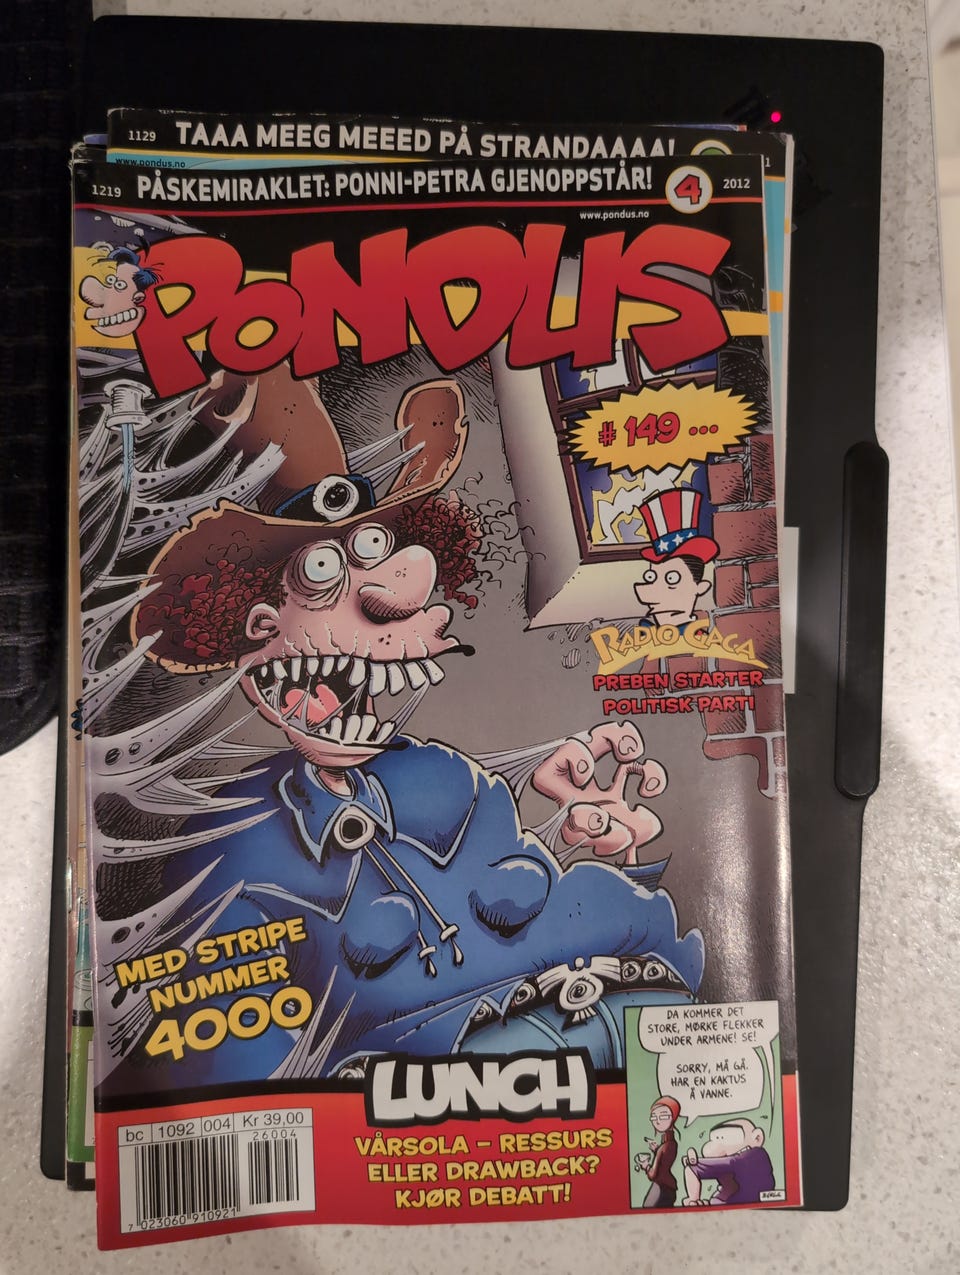 1129 TAAA MEEG MEEED PÅ STRANDAAAA!
www.pondus.no
1219 PÅSKEMIRAKLET: PONNI-PETRA GJENOPPSTÅR! 4 2012
www.pondus.no
PONDUS
# 149 ...
RADIO GAGA
PREBEN STARTER
POLITISK PARTI
MED STRIPE
NUMMER
4000
DA KOMMER DET
STORE, MØRKE FLEKKER
UNDER ARMENE! SE!
SORRY, MÅ GÅ.
HAR EN KAKTUS
Å VANNE.
LUNCH
VÅRSOLA – RESSURS
ELLER DRAWBACK?
KJØR DEBATT!
bc 1092 004 Kr 39,00
26004
7 023060 910921